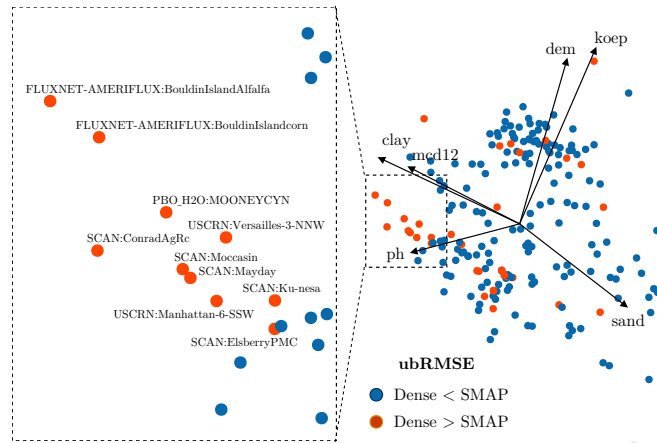 FLUXNET-AMERIFLUX:BouldinIslandAlfalfa
FLUXNET-AMERIFLUX:BouldinIslandcorn
PBO_H2O:MOONEYCYN
USCRN:Versailles-3-NNW
SCAN:ConradAgRc
SCAN:Moccasin
SCAN:Mayday
SCAN:Ku-nesa
USCRN:Manhattan-6-SSW
SCAN:ElsberryPMC
koep
dem
clay
mcd12
ph
sand
ubRMSE
Dense < SMAP
Dense > SMAP